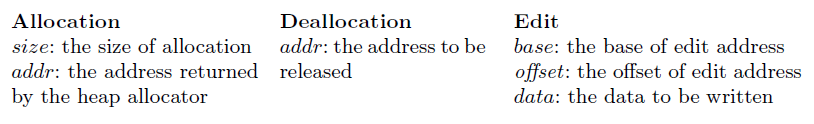 Allocation
size: the size of allocation
addr: the address returned
by the heap allocator
Deallocation
addr: the address to be
released
Edit
base: the base of edit address
offset: the offset of edit address
data: the data to be written